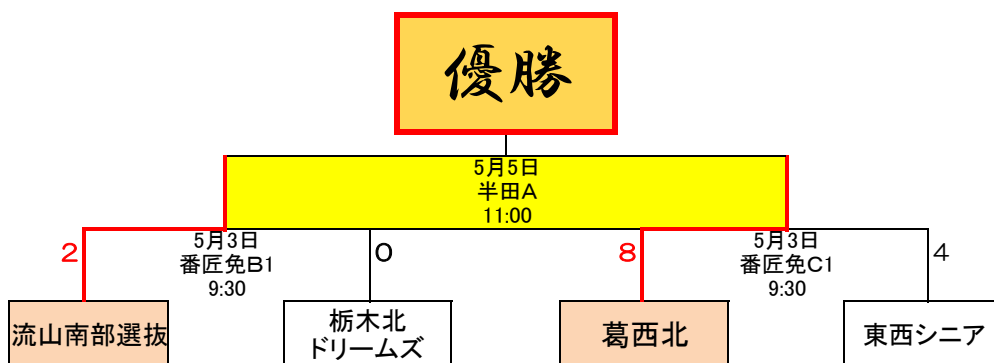 優勝
5月5日
半田A
11:00
2
5月3日
番匠免B1
9:30
0
8
5月3日
番匠免C1
9:30
4
流山南部選抜
栃木北
ドリームズ
葛西北
東西シニア